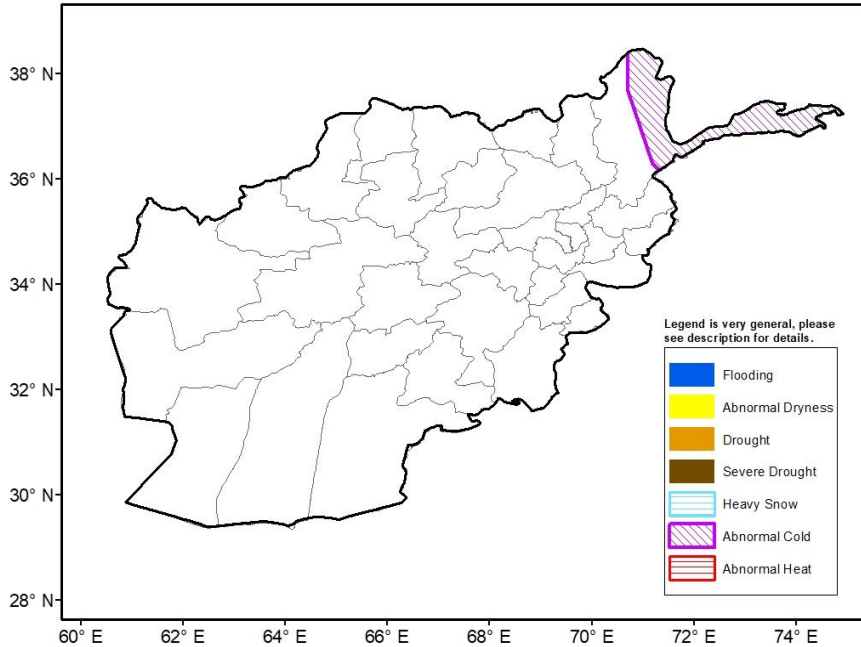 38° N
36° N
34° N
32° N
30° N
28° N
Legend is very general, please
see description for details.
Flooding
Abnormal Dryness
Drought
Severe Drought
Heavy Snow
Abnormal Cold
Abnormal Heat
60° E
62° E
64° E
66° E
68° E
70° E
72° E
74° E